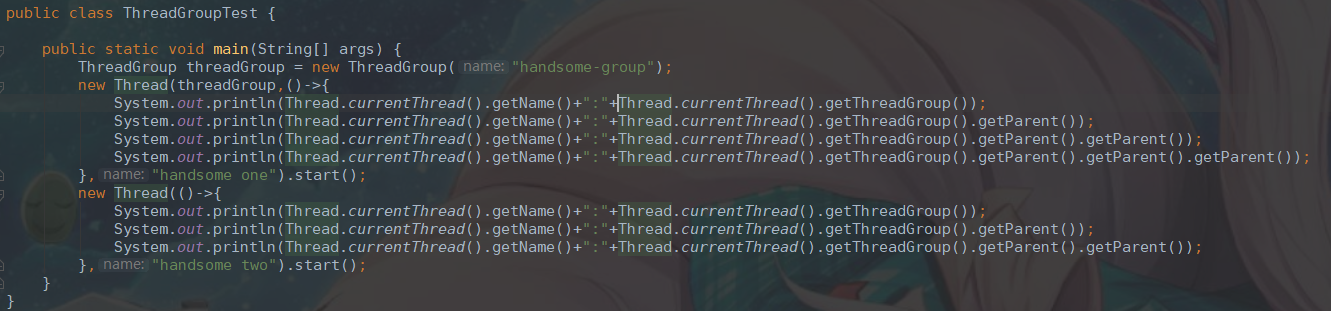 public class ThreadGroupTest {
public static void main(String[] args) {
ThreadGroup threadGroup = new ThreadGroup( name: "handsome-group");
new Thread(threadGroup,()->{
System.out.println(Thread.currentThread().getName()+":"+Thread.currentThread().getThreadGroup());
System.out.println(Thread.currentThread().getName()+":"+Thread.currentThread().getThreadGroup().getParent());
System.out.println(Thread.currentThread().getName()+":"+Thread.currentThread().getThreadGroup().getParent().getParent());
System.out.println(Thread.currentThread().getName()+":"+Thread.currentThread().getThreadGroup().getParent().getParent().getParent());
}, name: "handsome one").start();
new Thread(()->{
System.out.println(Thread.currentThread().getName()+":"+Thread.currentThread().getThreadGroup());
System.out.println(Thread.currentThread().getName()+":"+Thread.currentThread().getThreadGroup().getParent());
System.out.println(Thread.currentThread().getName()+":"+Thread.currentThread().getThreadGroup().getParent().getParent());
}, name: "handsome two").start();
}
}